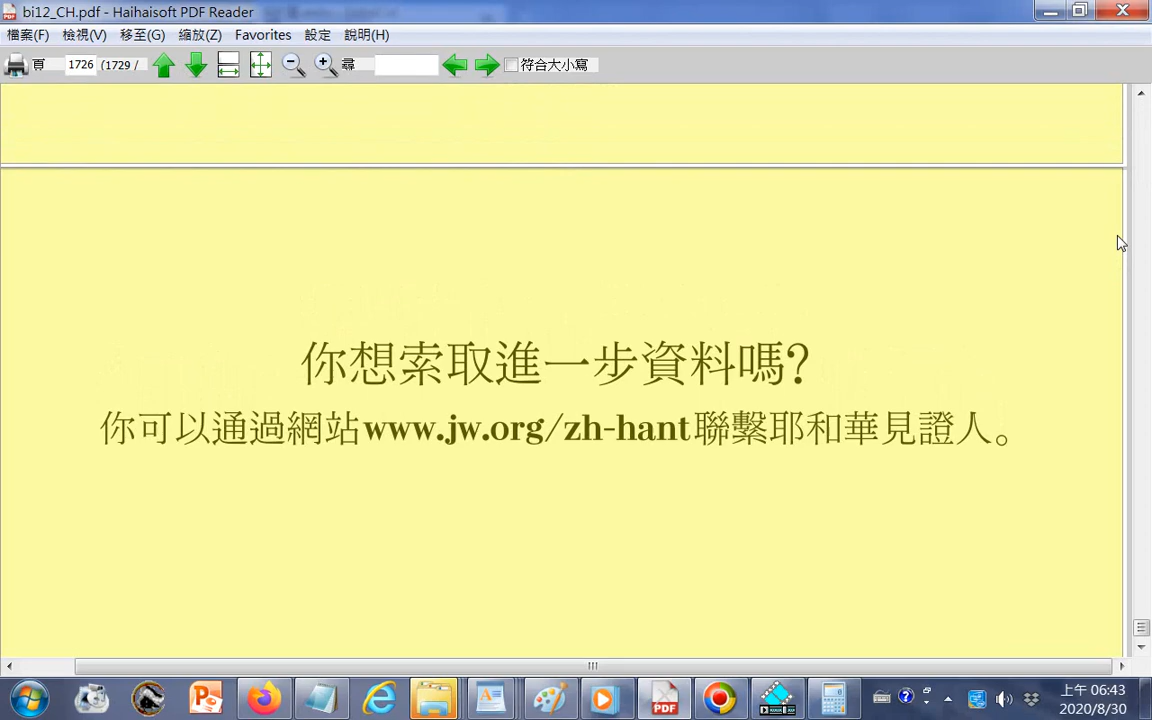 bi12_CH.pdf - Haihaisoft PDF Reader
檔案(F) 檢視(V) 移至(G) 縮放(Z) Favorites 設定 說明(H)
頁 1726 (1729 / 尋 符合大小寫
你想索取進一步資料嗎？
你可以通過網站www.jw.org/zh-hant聯繫耶和華見證人。
PDF
上午 06:43
2020/8/30